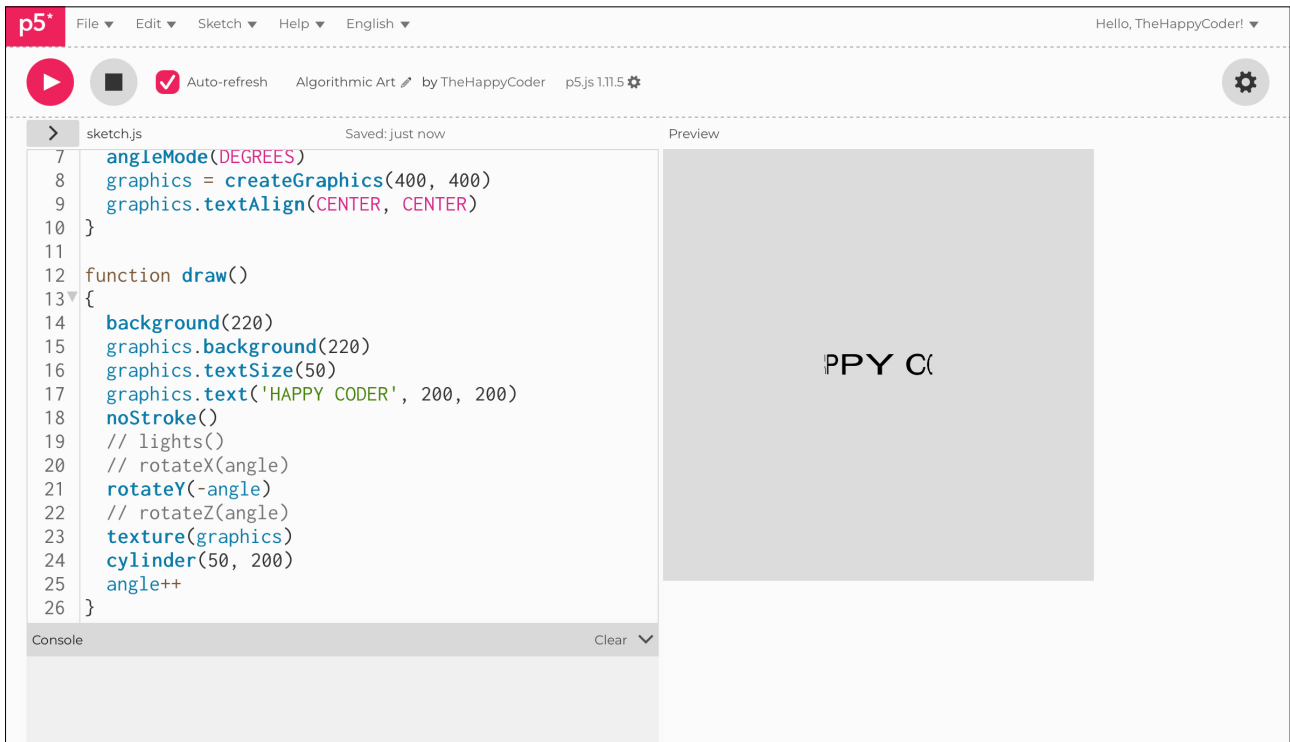 p5* File Edit Sketch Help English Hello, TheHappyCoder!
Auto-refresh Algorithmic Art by TheHappyCoder p5.js 1.11.5
sketch.js Saved: just now Preview
7 angleMode(DEGREES)
8 graphics = createGraphics(400, 400)
9 graphics.textAlign(CENTER, CENTER)
10 }
11
12 function draw()
13 {
14 background(220)
15 graphics.background(220)
16 graphics.textSize(50)
17 graphics.text('HAPPY CODER', 200, 200)
18 noStroke()
19 // lights()
20 // rotateX(angle)
21 rotateY(-angle)
22 // rotateZ(angle)
23 texture(graphics)
24 cylinder(50, 200)
25 angle++
26 }
PPY C
Console Clear